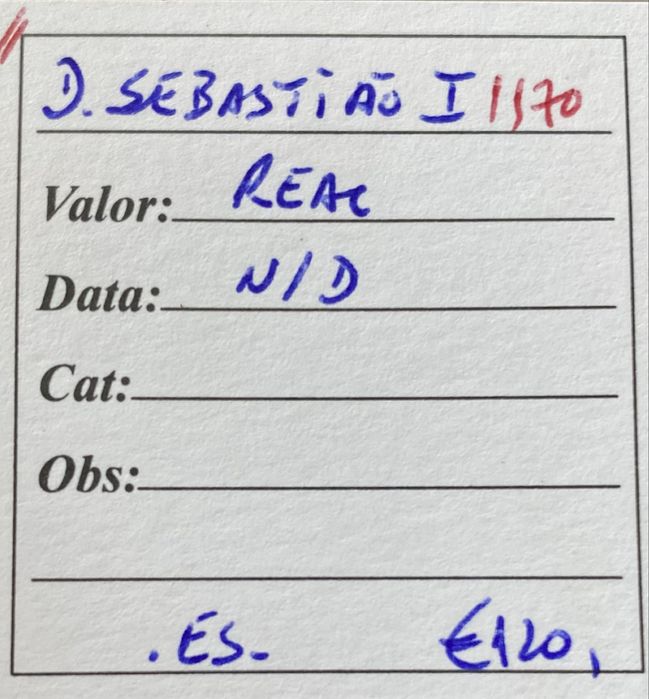 D. SEBASTIÃO I 1570
Valor: REAL
Data: N/D
Cat:
Obs:
.ES- €120,